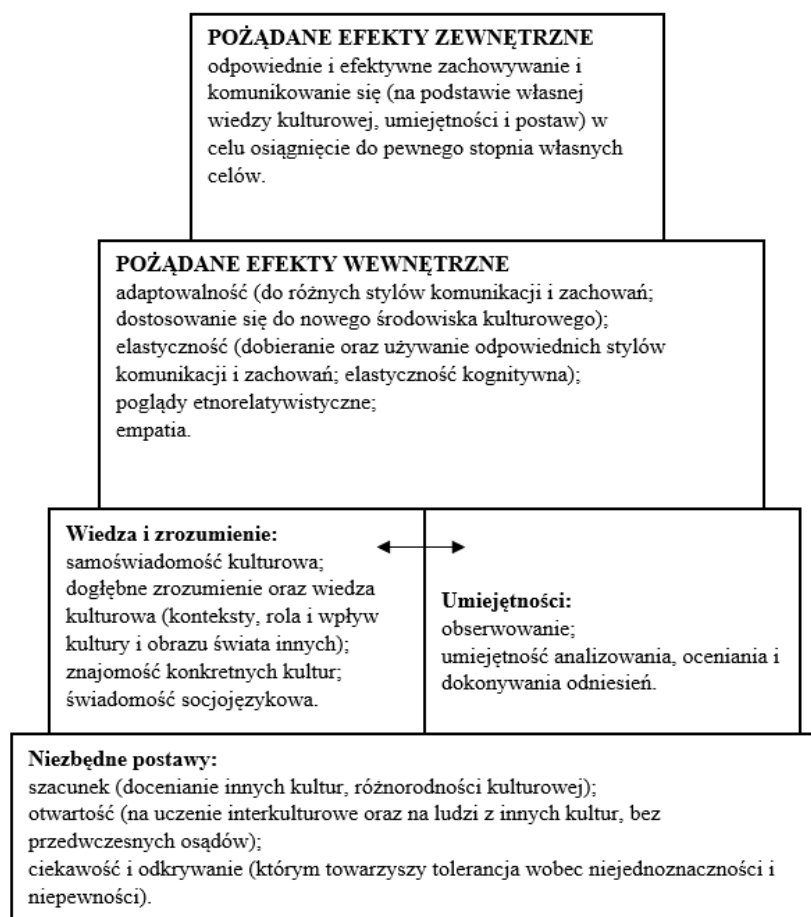 POŻĄDANE EFEKTY ZEWNĘTRZNE
odpowiednie i efektywne zachowywanie i
komunikowanie się (na podstawie własnej
wiedzy kulturowej, umiejętności i postaw) w
celu osiągnięcie do pewnego stopnia własnych
celów.
POŻĄDANE EFEKTY WEWNĘTRZNE
adaptowalność (do różnych stylów komunikacji i zachowań;
dostosowanie się do nowego środowiska kulturowego);
elastyczność (dobieranie oraz używanie odpowiednich stylów
komunikacji i zachowań; elastyczność kognitywna);
poglądy etnorelatywistyczne;
empatia.
Wiedza i zrozumienie:
samoświadomość kulturowa;
dogłębne zrozumienie oraz wiedza
kulturowa (konteksty, rola i wpływ
kultury i obrazu świata innych);
znajomość konkretnych kultur;
świadomość socjojęzykowa.
Umiejętności:
obserwowanie;
umiejętność analizowania, oceniania i
dokonywania odniesień.
Niezbędne postawy:
szacunek (docenianie innych kultur, różnorodności kulturowej);
otwartość (na uczenie interkulturowe oraz na ludzi z innych kultur, bez
przedwczesnych osądów);
ciekawość i odkrywanie (którym towarzyszy tolerancja wobec niejednoznaczności i
niepewności).